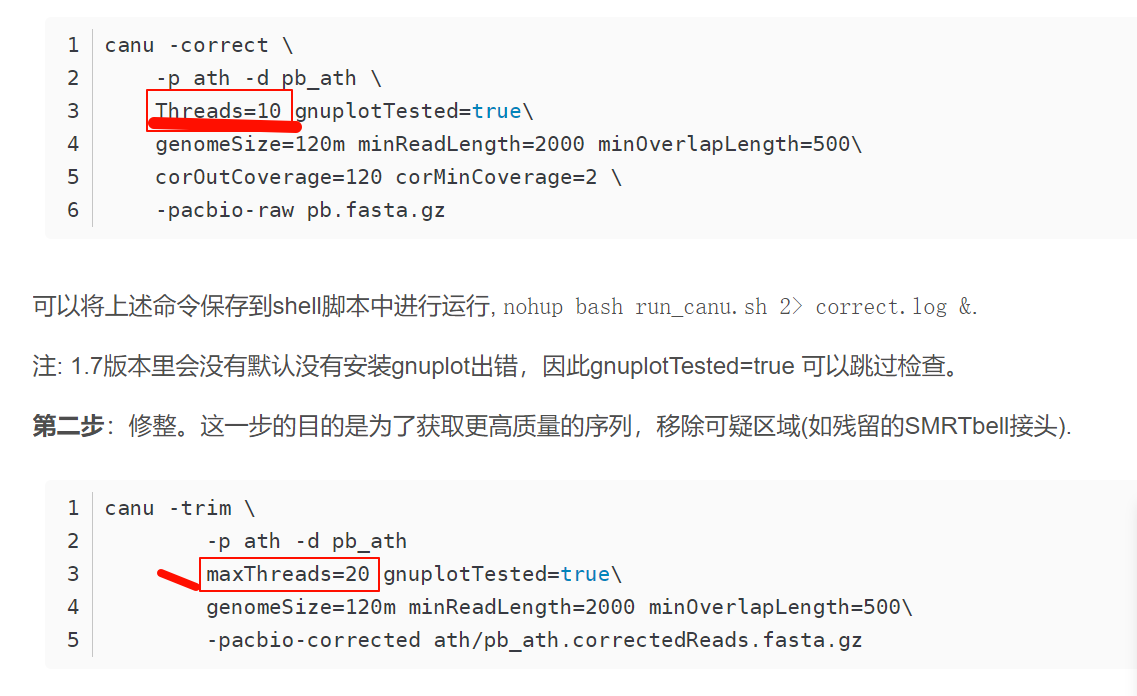 1 canu -correct \
2 -p ath -d pb_ath \
3 Threads=10 gnuplotTested=true\
4 genomeSize=120m minReadLength=2000 minOverlapLength=500\
5 corOutCoverage=120 corMinCoverage=2 \
6 -pacbio-raw pb.fasta.gz
可以将上述命令保存到shell脚本中进行运行, nohup bash run_canu.sh 2> correct.log &.
注: 1.7版本里会没有默认没有安装gnuplot出错，因此gnuplotTested=true 可以跳过检查。
第二步：修整。这一步的目的是为了获取更高质量的序列，移除可疑区域(如残留的SMRTbell接头).
1 canu -trim \
2 -p ath -d pb_ath
3 maxThreads=20 gnuplotTested=true\
4 genomeSize=120m minReadLength=2000 minOverlapLength=500\
5 -pacbio-corrected ath/pb_ath.correctedReads.fasta.gz